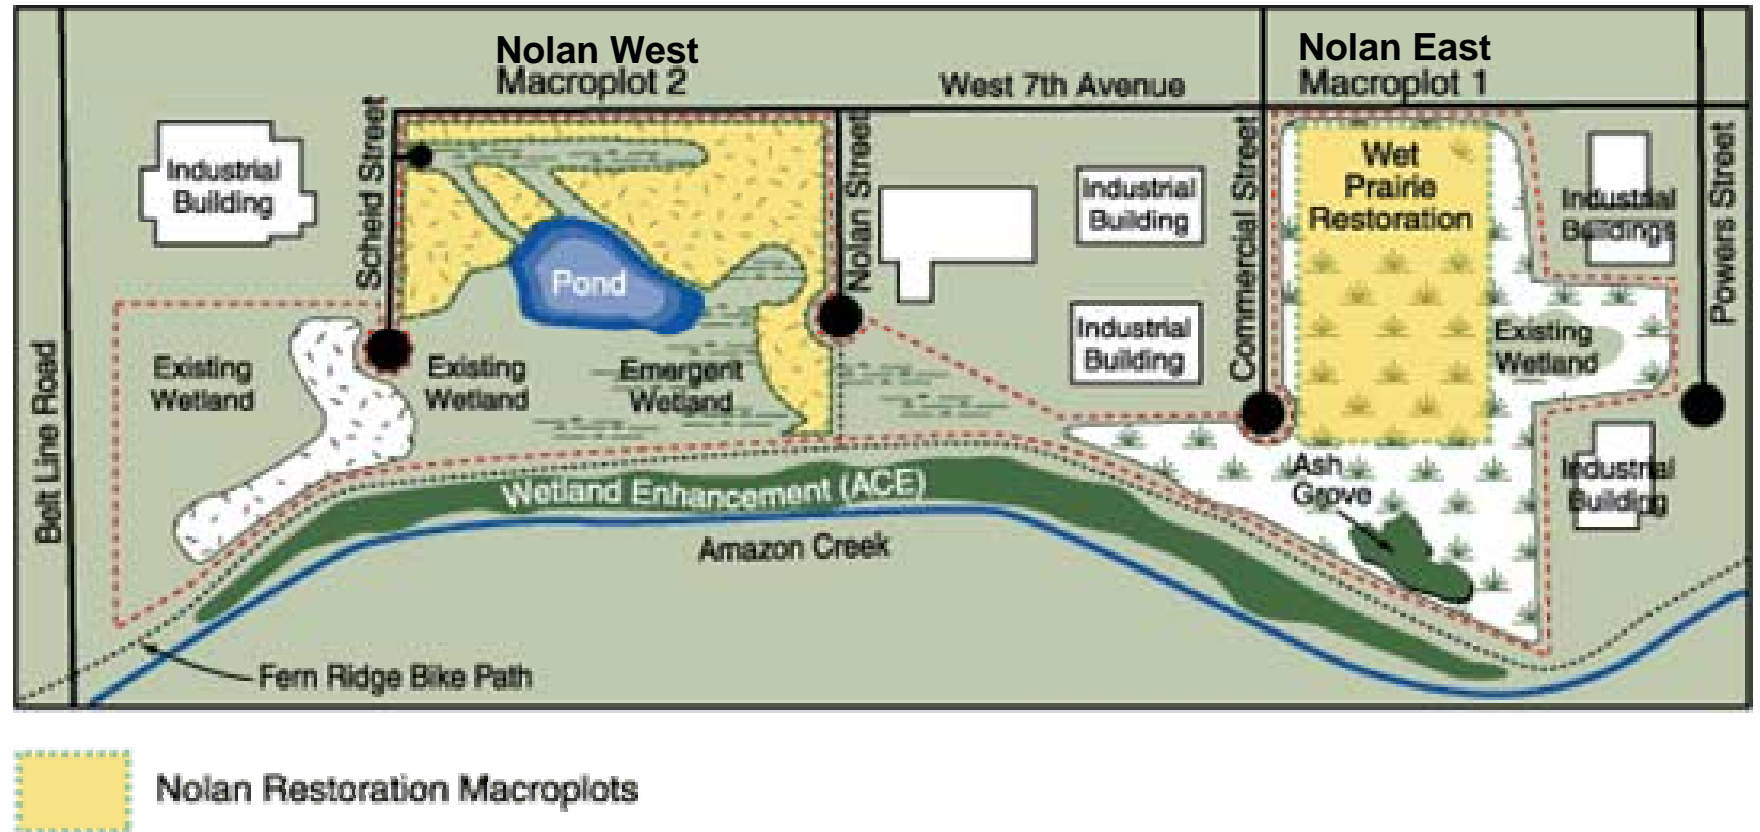 Nolan West
Macroplot 2
West 7th Avenue
Nolan East
Macroplot 1
Industrial
Building
Scheid Street
Nolan Street
Industrial
Building
Commercial Street
Wet
Prairie
Restoration
Industrial
Buildings
Powers Street
Pond
Belt Line Road
Existing
Wetland
Existing
Wetland
Emergent
Wetland
Industrial
Building
Existing
Wetland
Ash
Grove
Industrial
Building
Wetland Enhancement (ACE)
Amazon Creek
Fern Ridge Bike Path
Nolan Restoration Macroplots